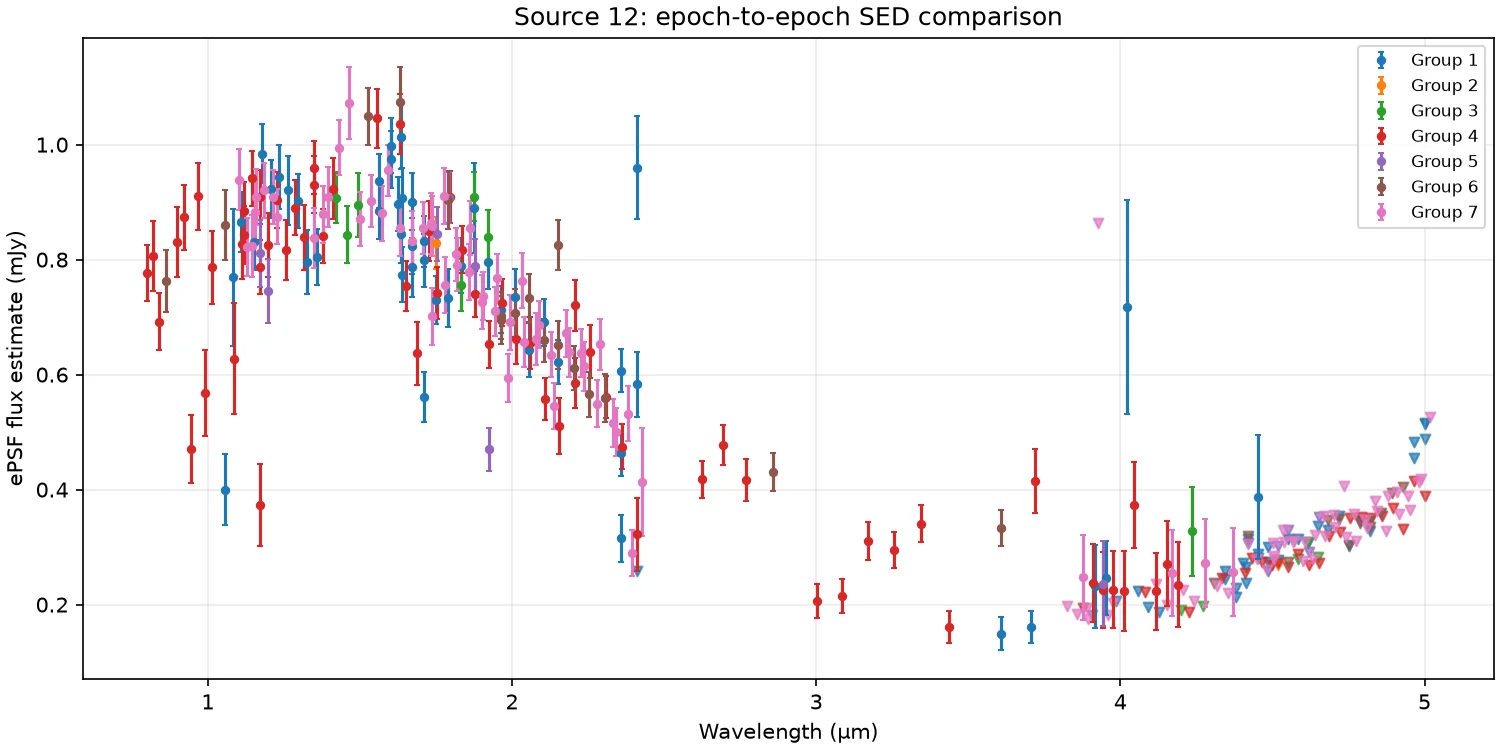 Source 12: epoch-to-epoch SED comparison
ePSF flux estimate (mJy)
1.0
0.8
0.6
0.4
0.2
1
2
3
4
5
Wavelength (μm)
Group 1
Group 2
Group 3
Group 4
Group 5
Group 6
Group 7